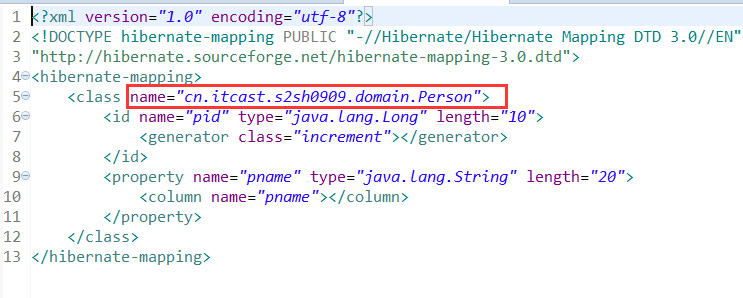 1 <?xml version="1.0" encoding="utf-8"?>
2 <!DOCTYPE hibernate-mapping PUBLIC "-//Hibernate/Hibernate Mapping DTD 3.0//EN"
3 "http://hibernate.sourceforge.net/hibernate-mapping-3.0.dtd">
4 <hibernate-mapping>
5     <class name="cn.itcast.s2sh0909.domain.Person">
6         <id name="pid" type="java.lang.Long" length="10">
7             <generator class="increment"></generator>
8         </id>
9         <property name="pname" type="java.lang.String" length="20">
10             <column name="pname"></column>
11         </property>
12     </class>
13 </hibernate-mapping>